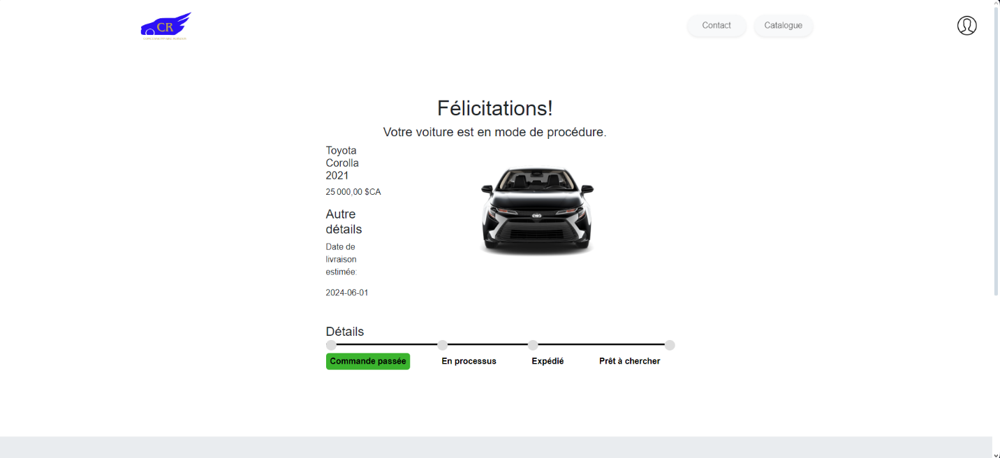 CR
Contact
Catalogue
Félicitations!
Votre voiture est en mode de procédure.
Toyota
Corolla
2021
25 000,00 $CA
Autre
détails
Date de
livraison
estimée:
2024-06-01
Détails
Commande passée
En processus
Expédié
Prêt à chercher